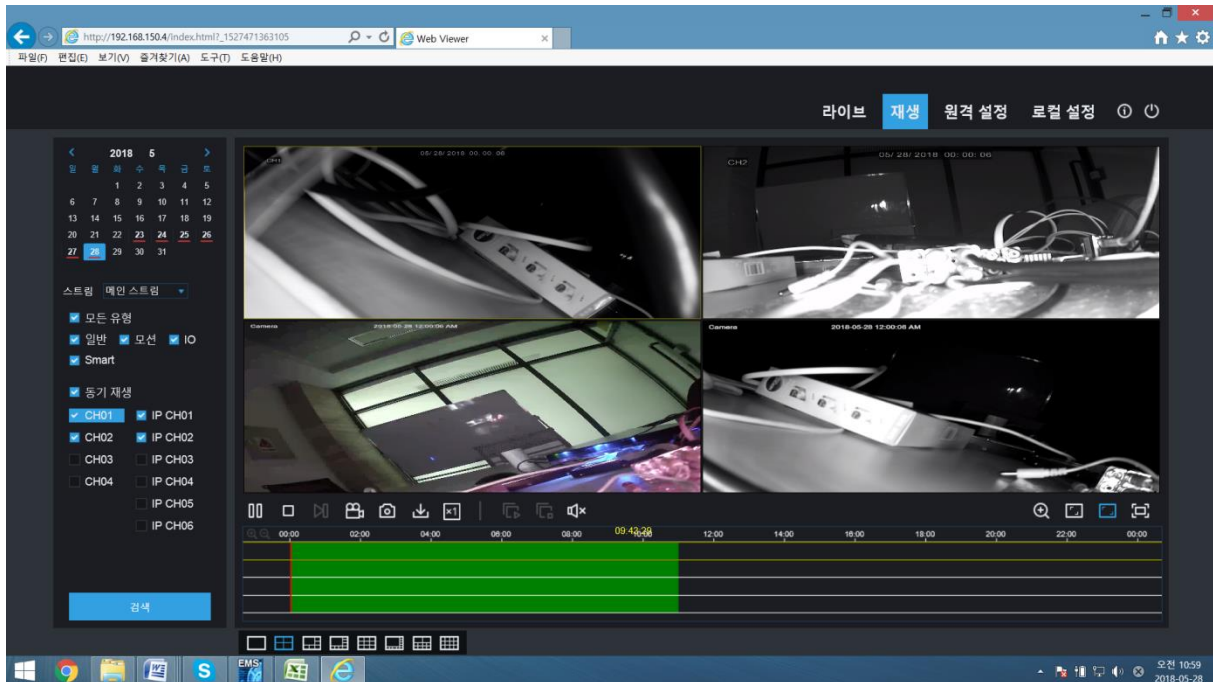 http://192.168.150.4/Index.html?_1527471363105
Web Viewer
파일(F) 편집(E) 보기(V) 즐겨찾기(A) 도구(T) 도움말(H)
라이브 재생 원격 설정 로컬 설정
2018 5
일 월 화 수 목 금 토
1 2 3 4 5
6 7 8 9 10 11 12
13 14 15 16 17 18 19
20 21 22 23 24 25 26
27 28 29 30 31
스트림 메인 스트림
모든 유형
일반 모션 IO
Smart
동기 재생
CH01 IP CH01
CH02 IP CH02
CH03 IP CH03
CH04 IP CH04
IP CH05
IP CH06
검색
CH1 05/28/2018 00:00:06
CH2 05/28/2018 00:00:06
Camera 2018-05-28 12:00:06 AM
Camera 2018-05-28 12:00:06 AM
×1
09:43:29
00:00 02:00 04:00 06:00 08:00 10:00 12:00 14:00 16:00 18:00 20:00 22:00 00:00
EMS
오전 10:59
2018-05-28